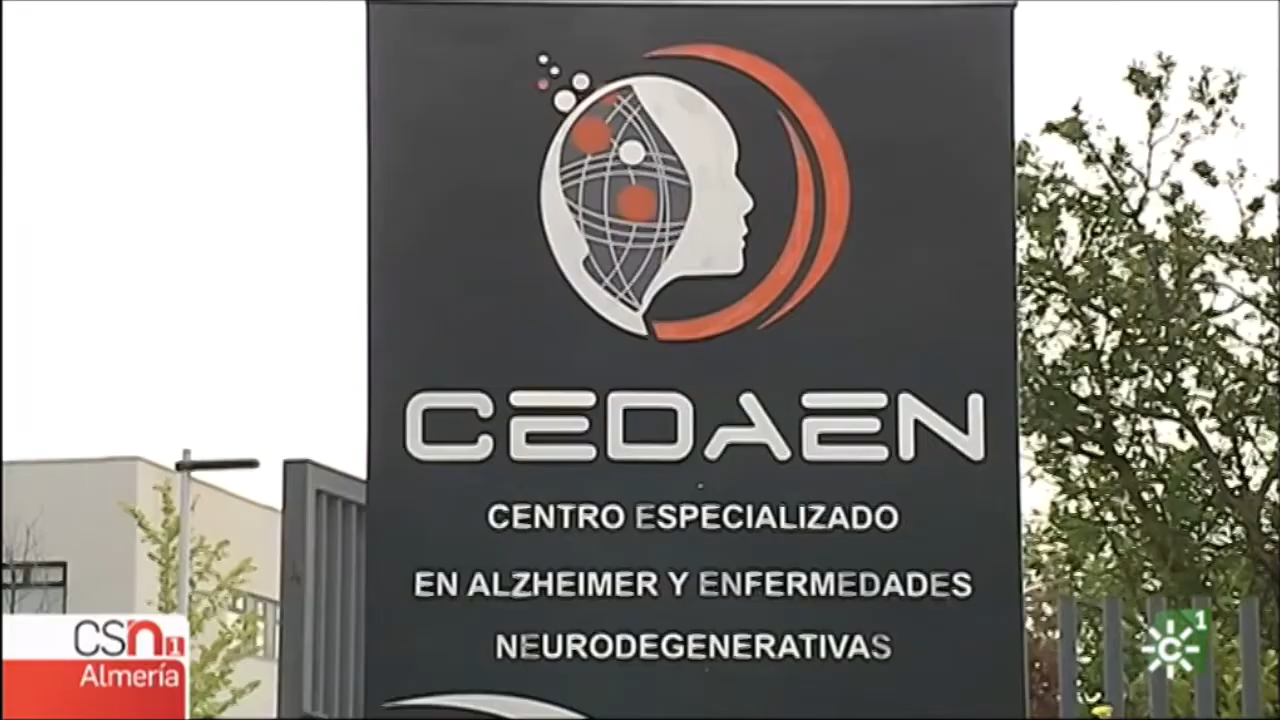 CEDAEN
CENTRO ESPECIALIZADO
EN ALZHEIMER Y ENFERMEDADES
NEURODEGENERATIVAS
CSn1
Almería
C 1